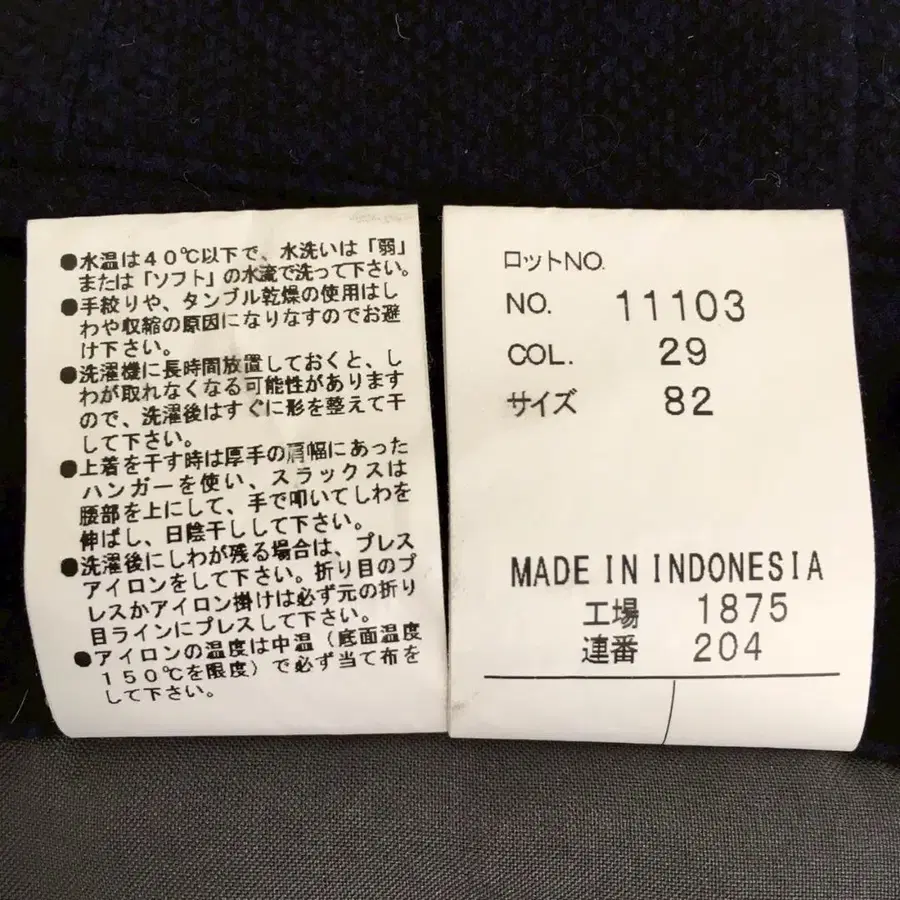 ●水温は４０℃以下で、水洗いは「弱」
または「ソフト」の水流で洗って下さい。
●手絞りや、タンブル乾燥の使用はし
わや収縮の原因になりなすのでお避
け下さい。
●洗濯機に長時間放置しておくと、し
わが取れなくなる可能性があります
ので、洗濯後はすぐに形を整えて干
して下さい。
●上着を干す時は厚手の肩幅にあった
ハンガーを使い、スラックスは
腰部を上にして、手で叩いてしわを
伸ばし、日陰干しして下さい。
●洗濯後にしわが残る場合は、プレス
アイロンをして下さい。折り目のプ
レスかアイロン掛けは必ず元の折り
目ラインにプレスして下さい。
●アイロンの温度は中温（底面温度
１５０℃を限度）で必ず当て布を
して下さい。
ロットNO.
NO. 11103
COL. 29
サイズ 82
MADE IN INDONESIA
工場 1875
連番 204